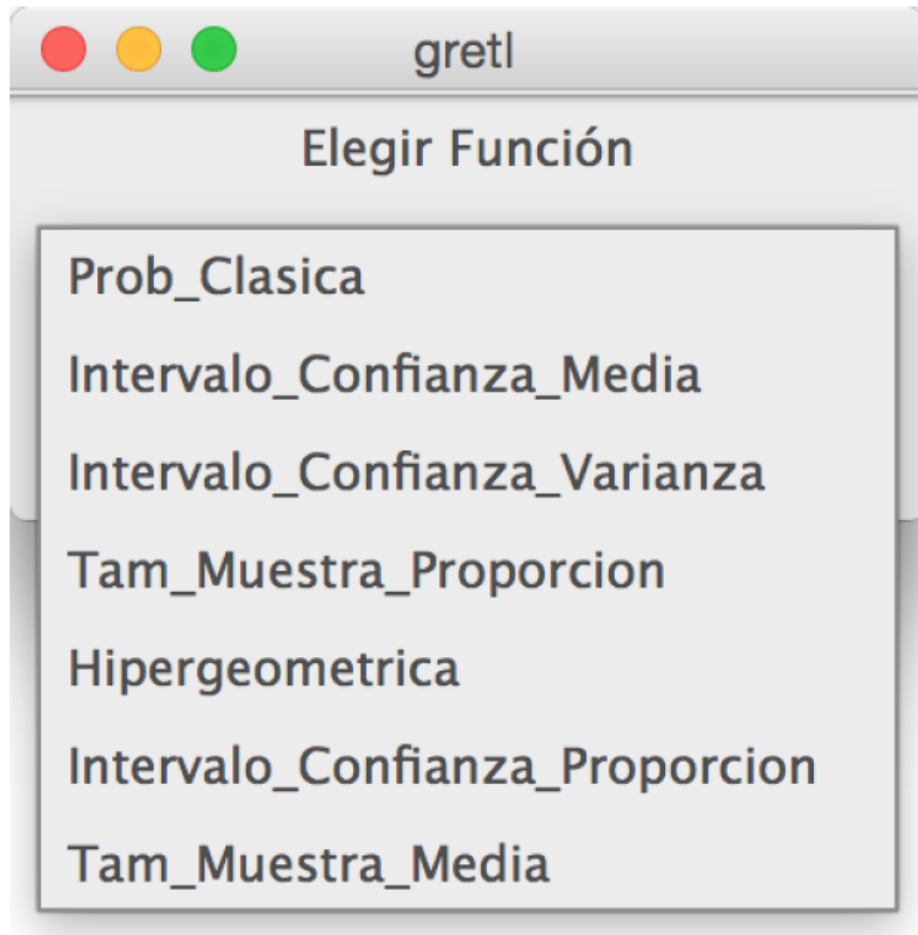 gretl
Elegir Función
Prob_Clasica
Intervalo_Confianza_Media
Intervalo_Confianza_Varianza
Tam_Muestra_Proporcion
Hipergeometrica
Intervalo_Confianza_Proporcion
Tam_Muestra_Media